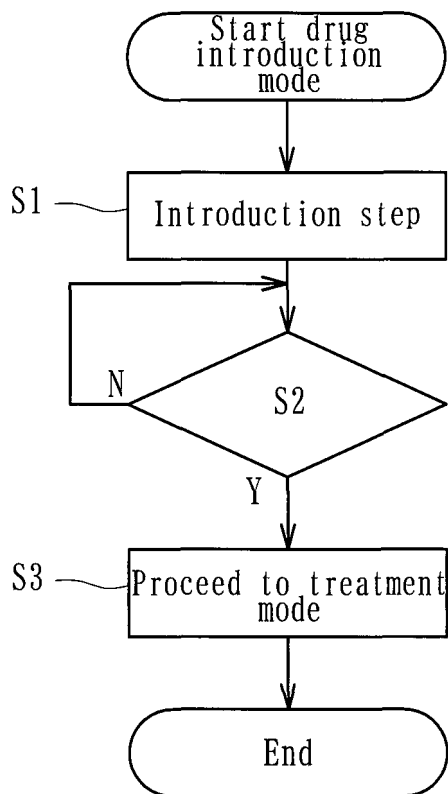 Start drug
introduction
mode
S1
Introduction step
N
S2
Y
S3
Proceed to treatment
mode
End